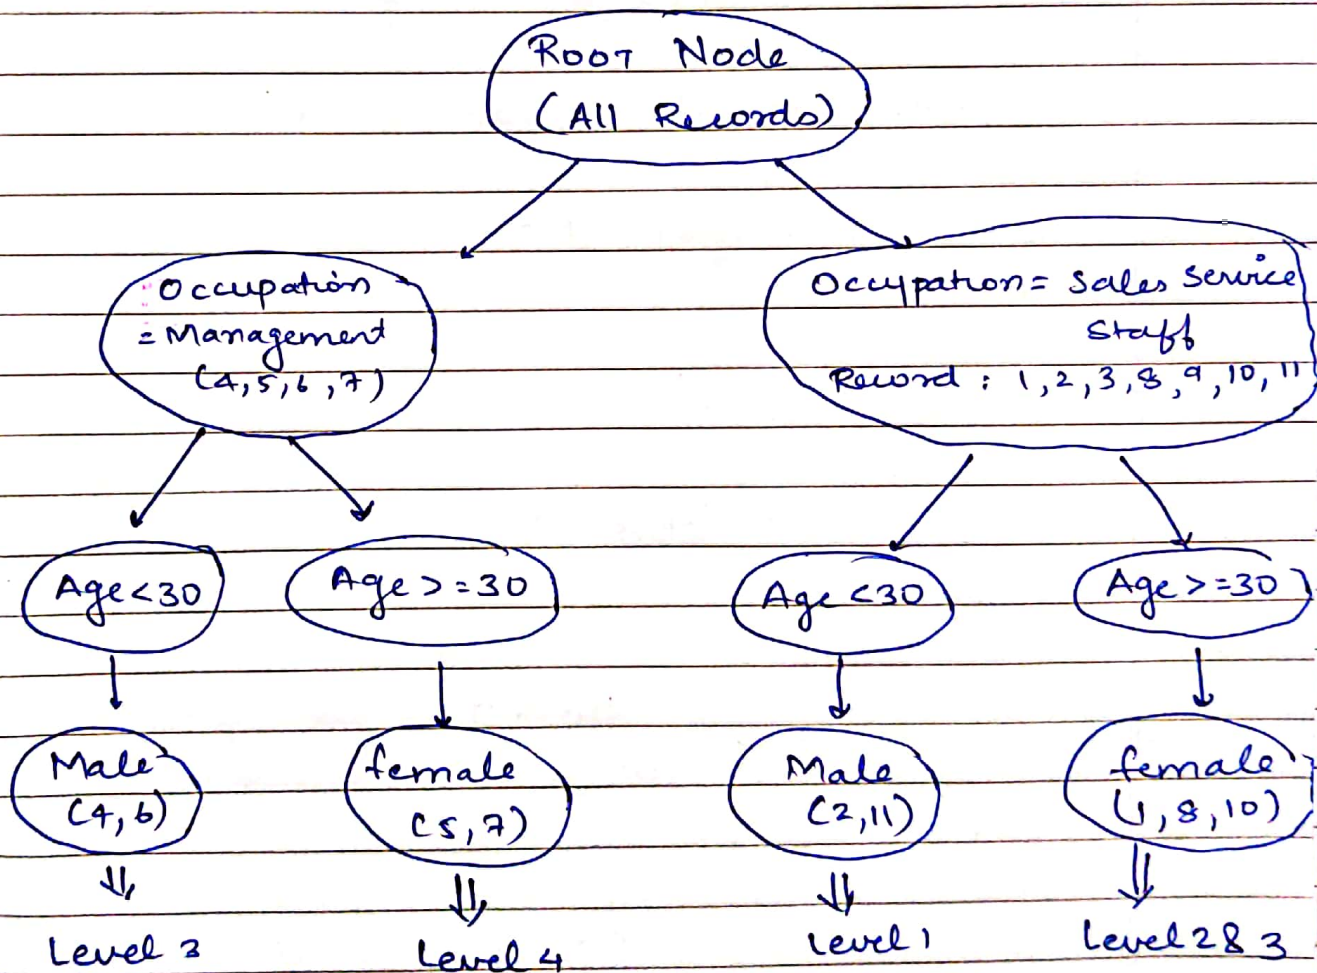 Root Node
(All Records)
Occupation
= Management
(4,5,6,7)
Occupation = Sales Service
Staff
Record : 1,2,3,8,9,10,11
Age<30
Age>=30
Age <30
Age >=30
Male
(4,6)
female
(5,7)
Male
(2,11)
female
(1,8,10)
Level 3
Level 4
Level 1
Level 2 & 3